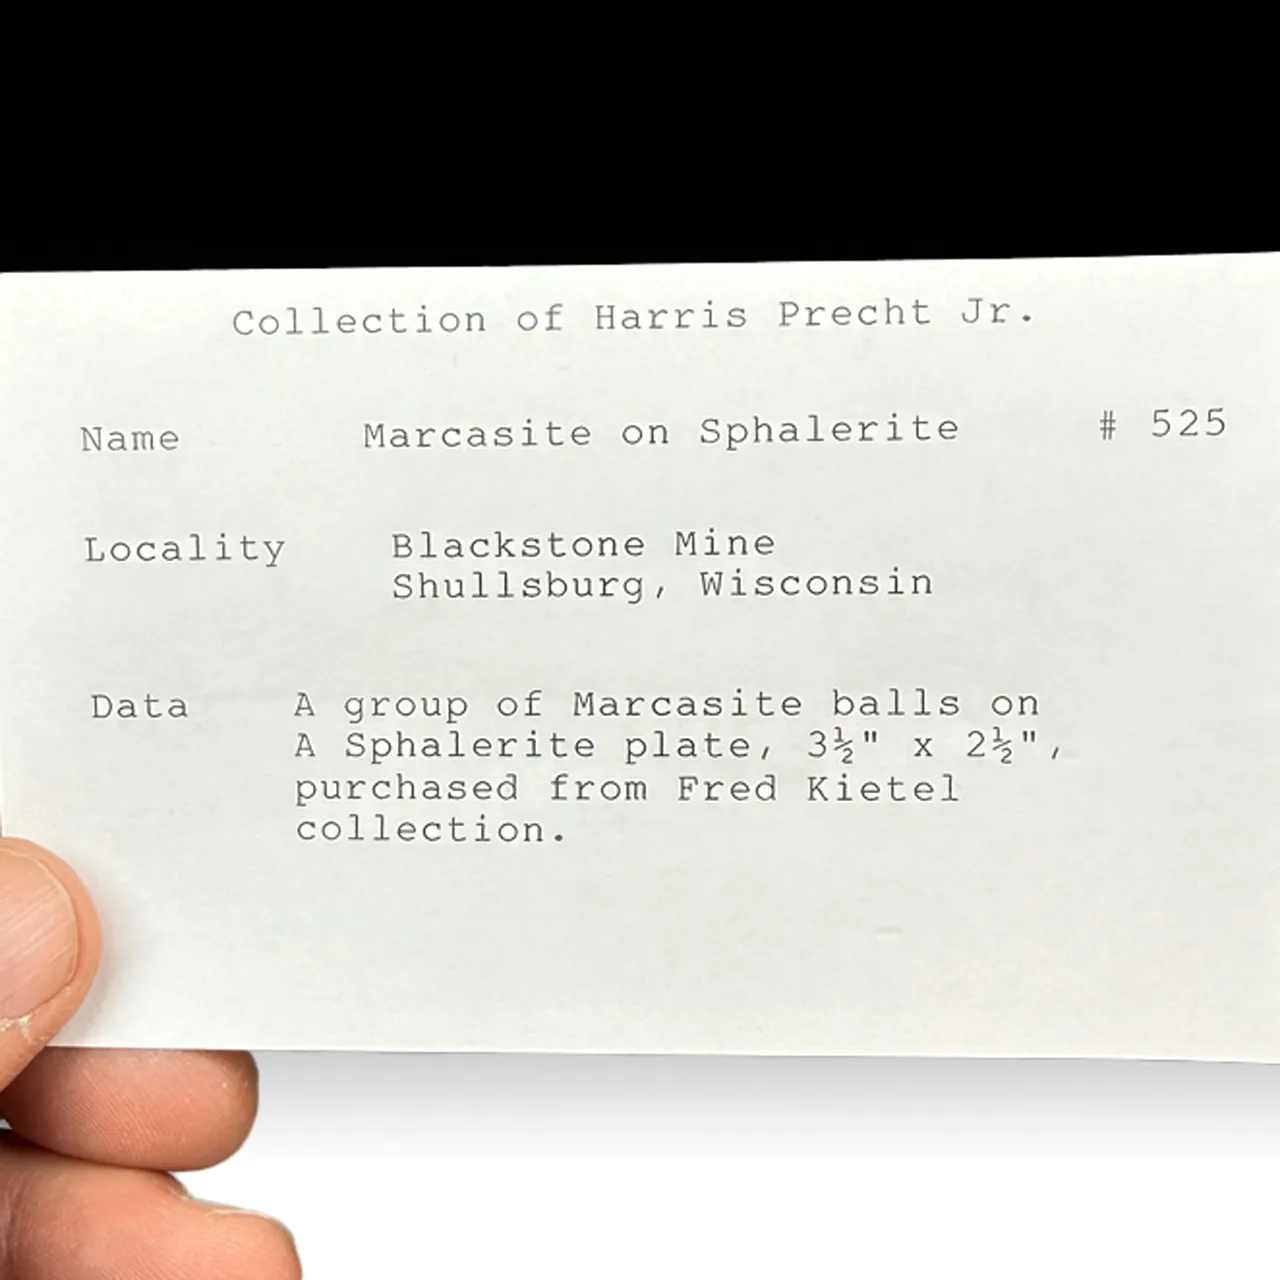 Collection of Harris Precht Jr.
Name Marcasite on Sphalerite # 525
Locality Blackstone Mine
Shullsburg, Wisconsin
Data A group of Marcasite balls on
A Sphalerite plate, 3½" x 2½",
purchased from Fred Kietel
collection.